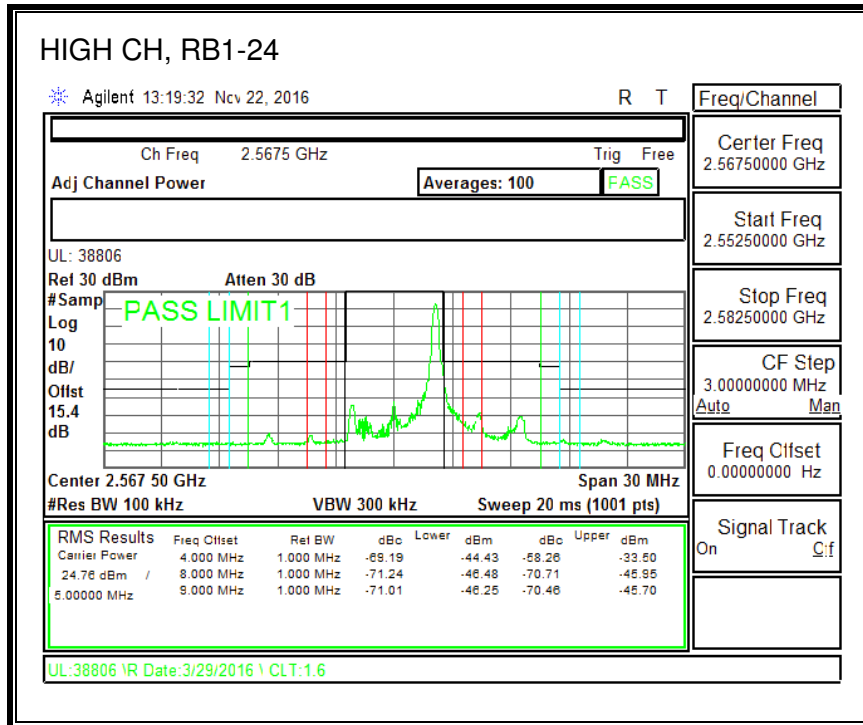 HIGH CH, RB1-24
Agilent 13:19:32 Nov 22, 2016 R T
Freq/Channel
Ch Freq 2.5675 GHz Trig Free
Adj Channel Power Averages: 100 PASS
Center Freq
2.56750000 GHz
Start Freq
2.55250000 GHz
Stop Freq
2.58250000 GHz
CF Step
3.00000000 MHz
Auto Man
Freq Offset
0.00000000 Hz
Signal Track
On Off
UL: 38806
Ref 30 dBm Atten 30 dB
#Samp
Log
10
dB/
Offst
15.4
dB
PASS LIMIT1
Center 2.567 50 GHz Span 30 MHz
#Res BW 100 kHz VBW 300 kHz Sweep 20 ms (1001 pts)
RMS Results Freq Offset Ref BW dBc Lower dBm dBc Upper dBm
Carrier Power 4.000 MHz 1.000 MHz -69.19 -44.43 -58.26 -33.50
24.76 dBm / 8.000 MHz 1.000 MHz -71.24 -46.48 -70.71 -45.95
5.00000 MHz 9.000 MHz 1.000 MHz -71.01 -46.25 -70.46 -45.70
UL:38806 \R Date:3/29/2016 \ CLT:1.6